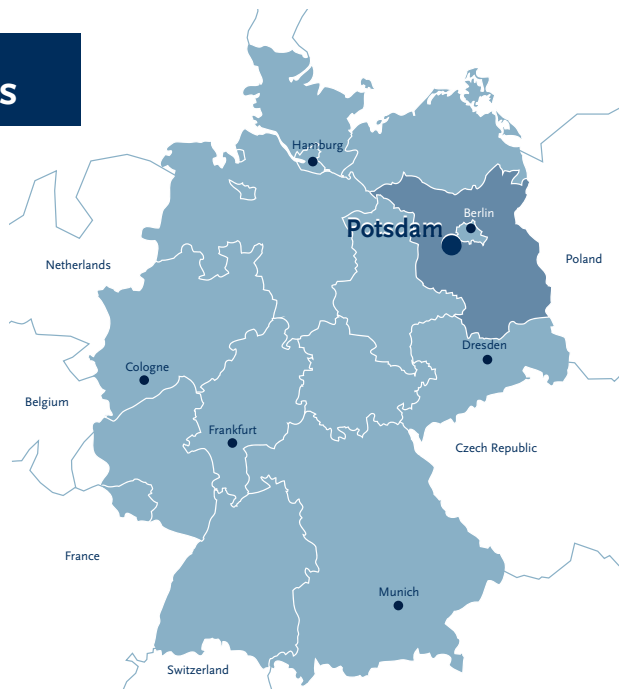 s
Hamburg
Berlin
Potsdam
Netherlands
Poland
Dresden
Cologne
Belgium
Frankfurt
Czech Republic
France
Munich
Switzerland